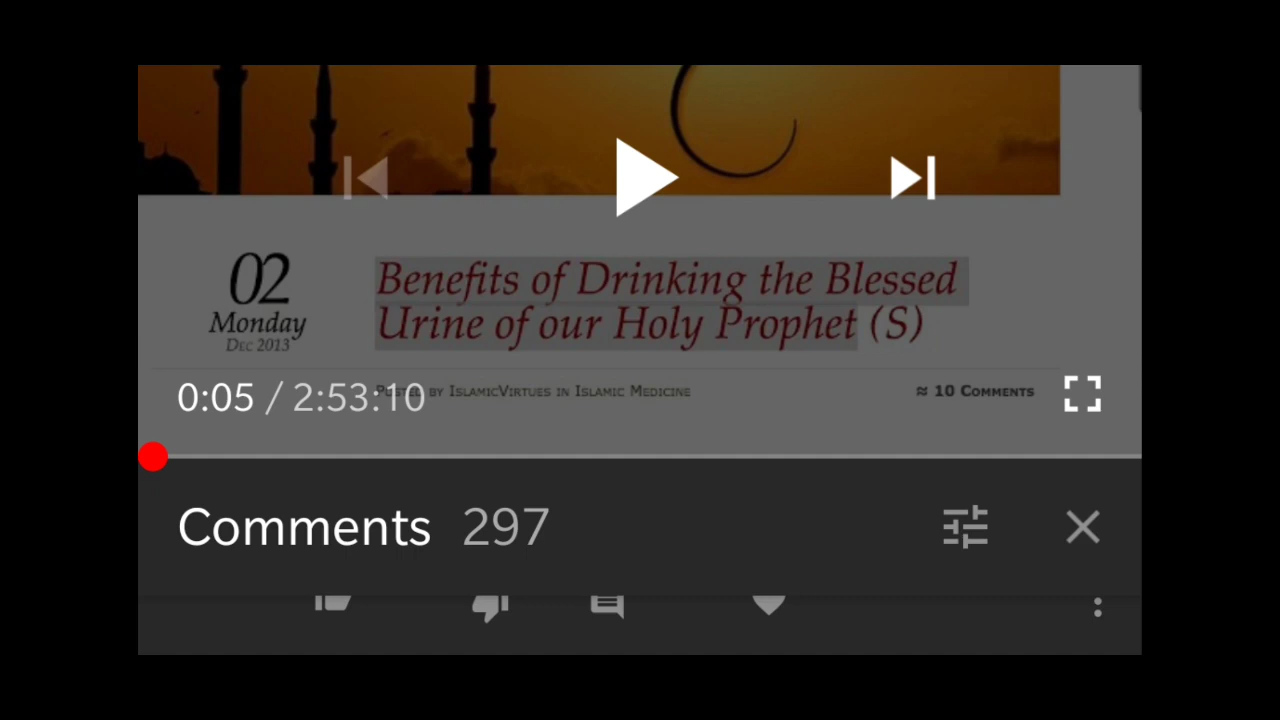 02
Monday
Dec 2013
Benefits of Drinking the Blessed
Urine of our Holy Prophet (S)
Posted by IslamicVirtues in Islamic Medicine
≈ 10 Comments
0:05 / 2:53:10
Comments 297